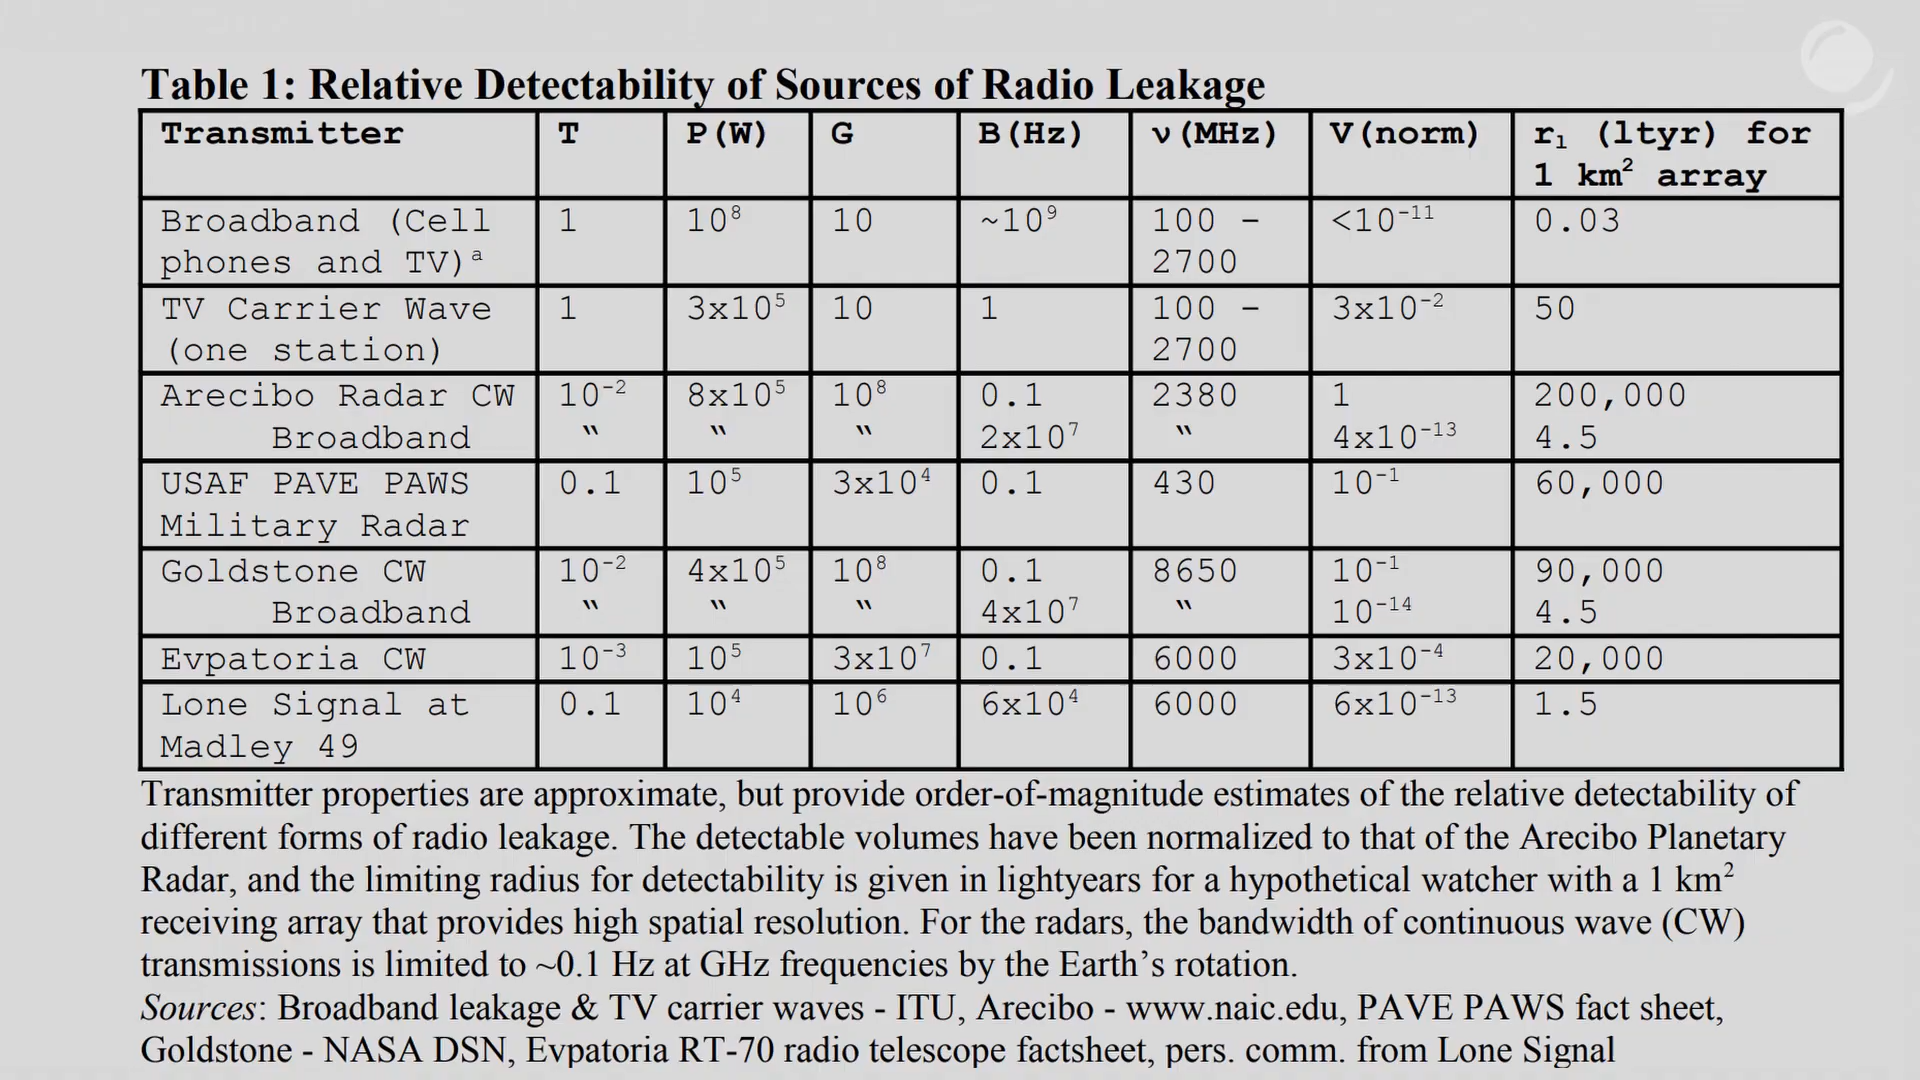 Table 1: Relative Detectability of Sources of Radio Leakage
Transmitter T P(W) G B(Hz) ν(MHz) V(norm) r₁ (ltyr) for
1 km² array
Broadband (Cell 1 10⁸ 10 ~10⁹ 100 - <10⁻¹¹ 0.03
phones and TV)ᵃ 2700
TV Carrier Wave 1 3x10⁵ 10 1 100 - 3x10⁻² 50
(one station) 2700
Arecibo Radar CW 10⁻² 8x10⁵ 10⁸ 0.1 2380 1 200,000
Broadband “ “ “ 2x10⁷ “ 4x10⁻¹³ 4.5
USAF PAVE PAWS 0.1 10⁵ 3x10⁴ 0.1 430 10⁻¹ 60,000
Military Radar
Goldstone CW 10⁻² 4x10⁵ 10⁸ 0.1 8650 10⁻¹ 90,000
Broadband “ “ “ 4x10⁷ “ 10⁻¹⁴ 4.5
Evpatoria CW 10⁻³ 10⁵ 3x10⁷ 0.1 6000 3x10⁻⁴ 20,000
Lone Signal at 0.1 10⁴ 10⁶ 6x10⁴ 6000 6x10⁻¹³ 1.5
Madley 49
Transmitter properties are approximate, but provide order-of-magnitude estimates of the relative detectability of
different forms of radio leakage. The detectable volumes have been normalized to that of the Arecibo Planetary
Radar, and the limiting radius for detectability is given in lightyears for a hypothetical watcher with a 1 km²
receiving array that provides high spatial resolution. For the radars, the bandwidth of continuous wave (CW)
transmissions is limited to ~0.1 Hz at GHz frequencies by the Earth’s rotation.
Sources: Broadband leakage & TV carrier waves - ITU, Arecibo - www.naic.edu, PAVE PAWS fact sheet,
Goldstone - NASA DSN, Evpatoria RT-70 radio telescope factsheet, pers. comm. from Lone Signal